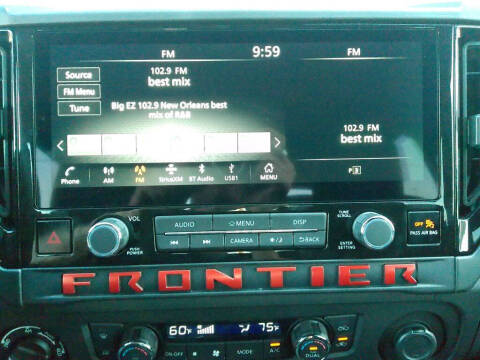 FM 9:59 FM
Source
102.9 FM
best mix
FM Menu
Tune
Big EZ 102.9 New Orleans best
mix of R&B
102.9 FM
best mix
Phone AM FM SiriusXM BT Audio USB1 MENU
P
VOL
PUSH
POWER
AUDIO MENU DISP
CAMERA BACK
TUNE
SCROLL
ENTER
SETTING
OFF
PASS AIR BAG
FRONTIER
60°F 75°F
ON·OFF MODE A/C DUAL